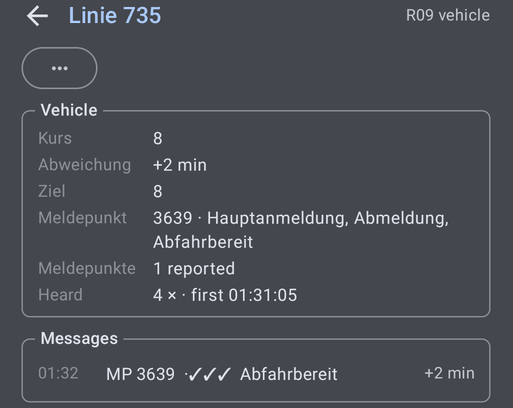 ← Linie 735 R09 vehicle
•••
Vehicle
Kurs 8
Abweichung +2 min
Ziel 8
Meldepunkt 3639 · Hauptanmeldung, Abmeldung,
Abfahrbereit
Meldepunkte 1 reported
Heard 4 × · first 01:31:05
Messages
01:32 MP 3639 ·✓✓✓ Abfahrbereit +2 min